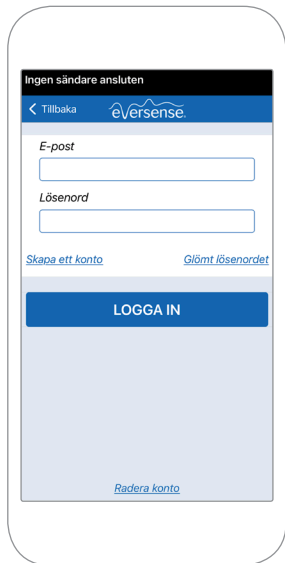 Ingen sändare ansluten
Tillbaka
eversense.
E-post
Lösenord
Skapa ett konto
Glömt lösenordet
LOGGA IN
Radera konto